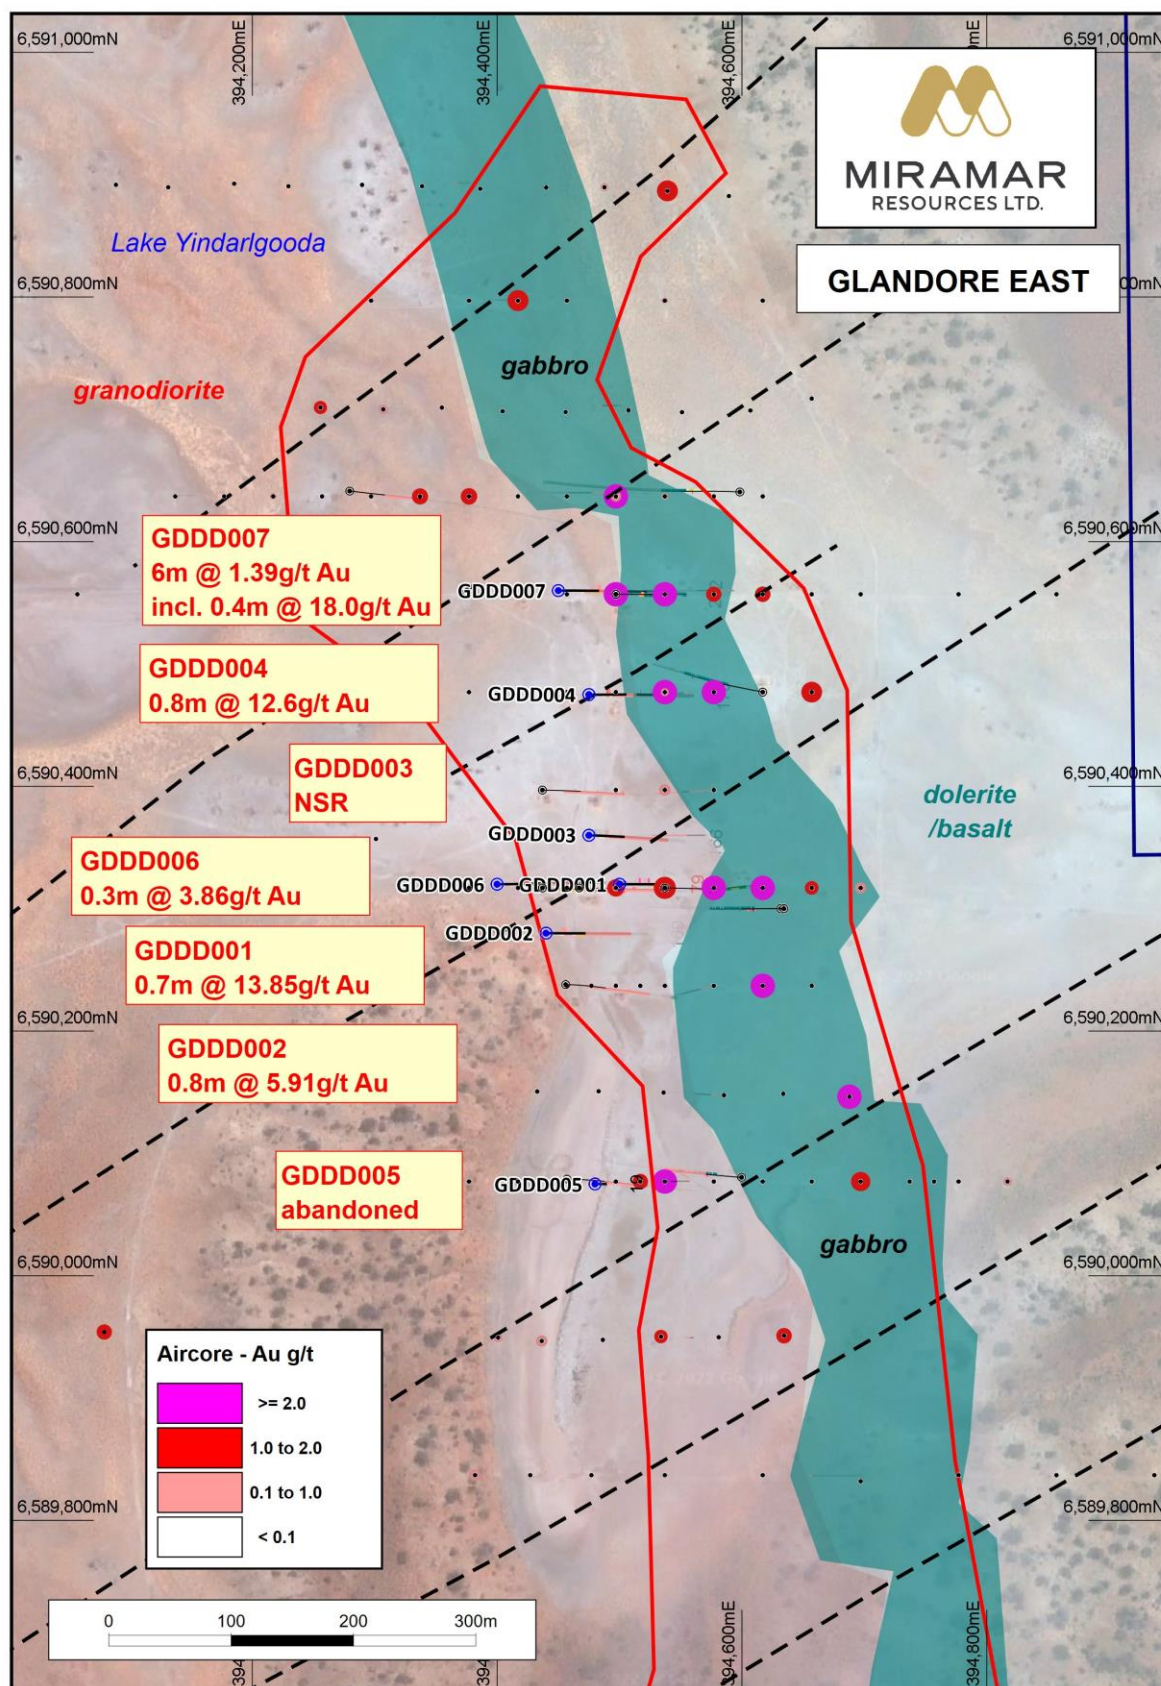 6,591,000mN
394,200mE
394,400mE
394,600mE
mE
6,591,000mN
MIRAMAR
RESOURCES LTD.
Lake Yindarlgooda
GLANDORE EAST
6,590,800mN
00mN
gabbro
granodiorite
6,590,600mN
6,590,600mN
GDDD007
6m @ 1.39g/t Au
incl. 0.4m @ 18.0g/t Au
GDDD007
GDDD004
0.8m @ 12.6g/t Au
GDDD004
GDDD003
NSR
6,590,400mN
6,590,400mN
dolerite
/basalt
GDDD003
GDDD006
0.3m @ 3.86g/t Au
GDDD006
GDDD001
GDDD002
GDDD001
0.7m @ 13.85g/t Au
6,590,200mN
6,590,200mN
GDDD002
0.8m @ 5.91g/t Au
GDDD005
abandoned
GDDD005
gabbro
6,590,000mN
6,590,000mN
Aircore - Au g/t
>= 2.0
1.0 to 2.0
0.1 to 1.0
< 0.1
6,589,800mN
6,589,800mN
0 100 200 300m
394,
394,600mE
394,800mE